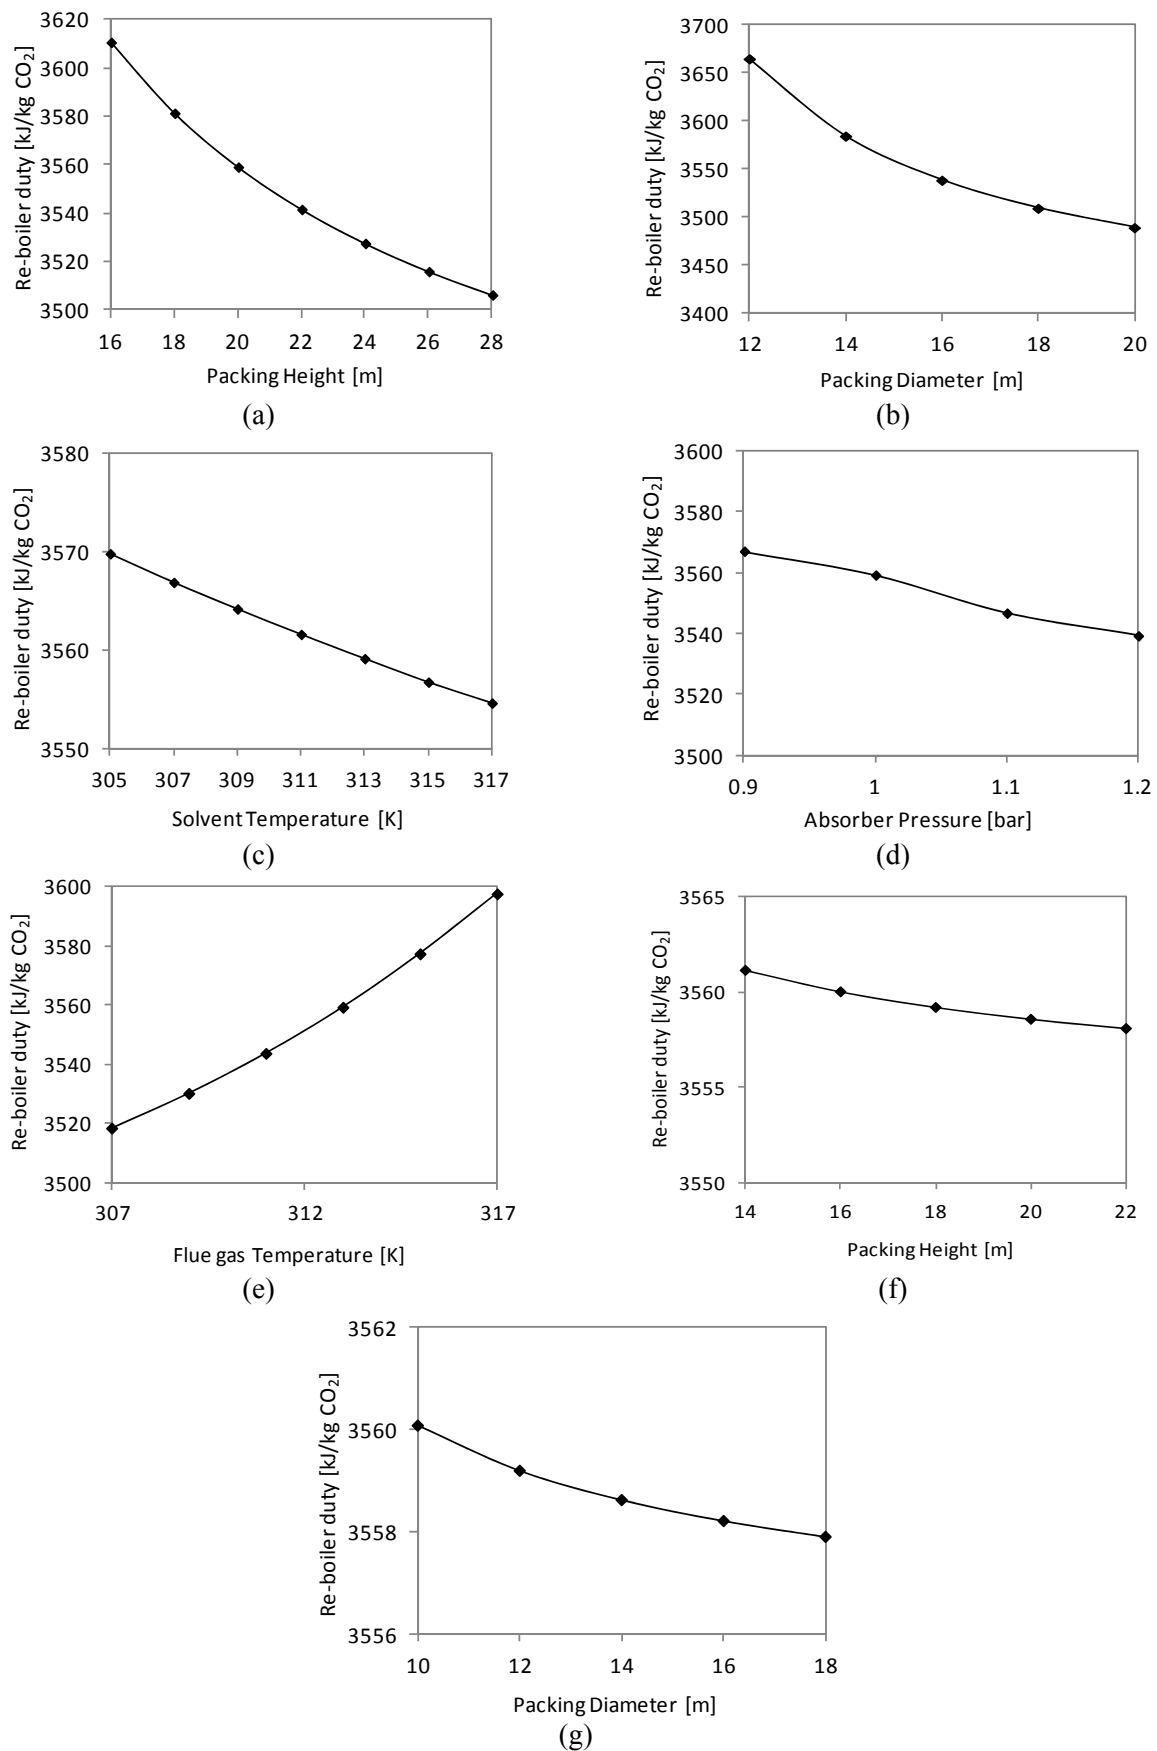 Re-boiler duty [kJ/kg CO₂]
3620
3600
3580
3560
3540
3520
3500
16 18 20 22 24 26 28
Packing Height [m]
(a)
Re-boiler duty [kJ/kg CO₂]
3700
3650
3600
3550
3500
3450
3400
12 14 16 18 20
Packing Diameter [m]
(b)
Re-boiler duty [kJ/kg CO₂]
3580
3570
3560
3550
305 307 309 311 313 315 317
Solvent Temperature [K]
(c)
Re-boiler duty [kJ/kg CO₂]
3600
3580
3560
3540
3520
3500
0.9 1 1.1 1.2
Absorber Pressure [bar]
(d)
Re-boiler duty [kJ/kg CO₂]
3600
3580
3560
3540
3520
3500
307 312 317
Flue gas Temperature [K]
(e)
Re-boiler duty [kJ/kg CO₂]
3565
3560
3555
3550
14 16 18 20 22
Packing Height [m]
(f)
Re-boiler duty [kJ/kg CO₂]
3562
3560
3558
3556
10 12 14 16 18
Packing Diameter [m]
(g)